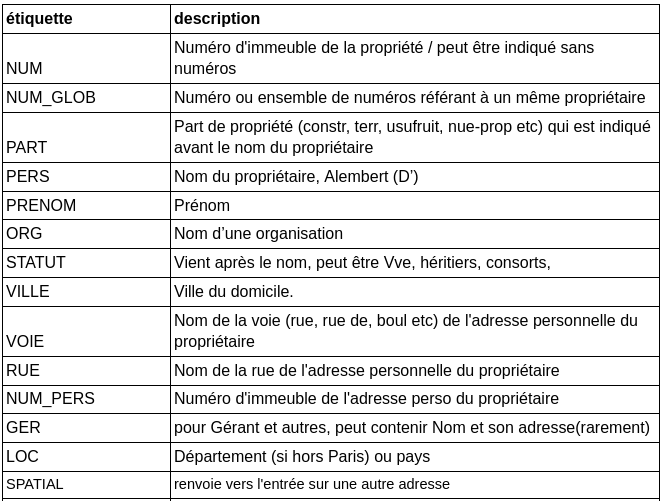 étiquette description
Numéro d'immeuble de la propriété / peut être indiqué sans
NUM numéros
NUM_GLOB Numéro ou ensemble de numéros référant à un même propriétaire
Part de propriété (constr, terr, usufruit, nue-prop etc) qui est indiqué
PART avant le nom du propriétaire
PERS Nom du propriétaire, Alembert (D’)
PRENOM Prénom
ORG Nom d’une organisation
STATUT Vient après le nom, peut être Vve, héritiers, consorts,
VILLE Ville du domicile.
Nom de la voie (rue, rue de, boul etc) de l'adresse personnelle du
VOIE propriétaire
RUE Nom de la rue de l'adresse personnelle du propriétaire
NUM_PERS Numéro d'immeuble de l'adresse perso du propriétaire
GER pour Gérant et autres, peut contenir Nom et son adresse(rarement)
LOC Département (si hors Paris) ou pays
SPATIAL renvoie vers l'entrée sur une autre adresse